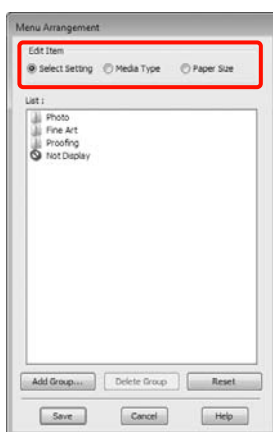 Menu Arrangement
Edit Item
Select Setting Media Type Paper Size
List :
Photo
Fine Art
Proofing
Not Display
Add Group... Delete Group Reset
Save Cancel Help